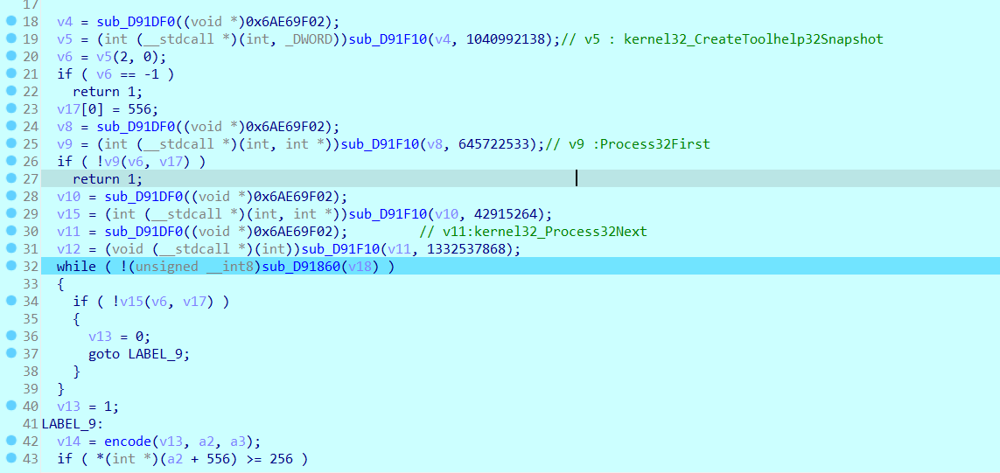 17
18 v4 = sub_D91DF0((void *)0x6AE69F02);
19 v5 = (int (__stdcall *)(int, _DWORD))sub_D91F10(v4, 1040992138);// v5 : kernel32_CreateToolhelp32Snapshot
20 v6 = v5(2, 0);
21 if ( v6 == -1 )
22 return 1;
23 v17[0] = 556;
24 v8 = sub_D91DF0((void *)0x6AE69F02);
25 v9 = (int (__stdcall *)(int, int *))sub_D91F10(v8, 645722533);// v9 :Process32First
26 if ( !v9(v6, v17) )
27 return 1;
28 v10 = sub_D91DF0((void *)0x6AE69F02);
29 v15 = (int (__stdcall *)(int, int *))sub_D91F10(v10, 42915264);
30 v11 = sub_D91DF0((void *)0x6AE69F02); // v11:kernel32_Process32Next
31 v12 = (void (__stdcall *)(int))sub_D91F10(v11, 1332537868);
32 while ( !(unsigned __int8)sub_D91860(v18) )
33 {
34 if ( !v15(v6, v17) )
35 {
36 v13 = 0;
37 goto LABEL_9;
38 }
39 }
40 v13 = 1;
41 LABEL_9:
42 v14 = encode(v13, a2, a3);
43 if ( *(int *)(a2 + 556) >= 256 )